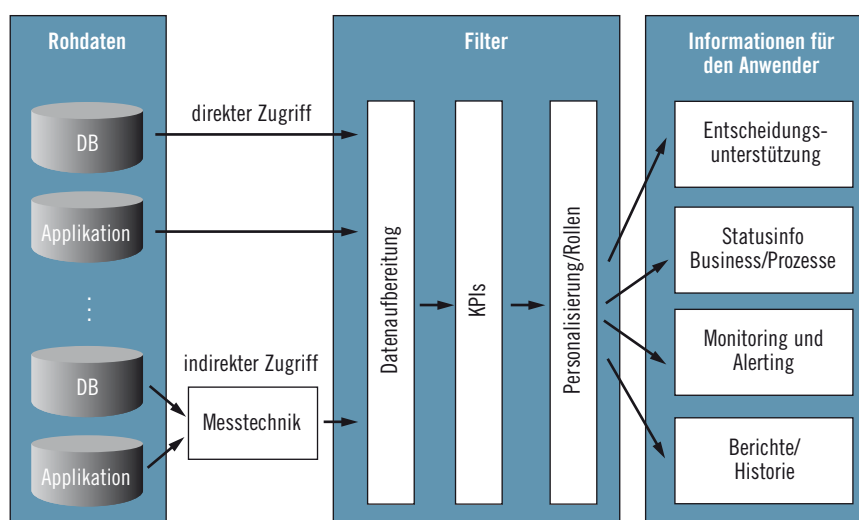 Rohdaten
DB
Applikation
⋮
DB
Applikation
direkter Zugriff
indirekter Zugriff
Messtechnik
Filter
Datenaufbereitung
KPIs
Personalisierung/Rollen
Informationen für
den Anwender
Entscheidungs-
unterstützung
Statusinfo
Business/Prozesse
Monitoring und
Alerting
Berichte/
Historie